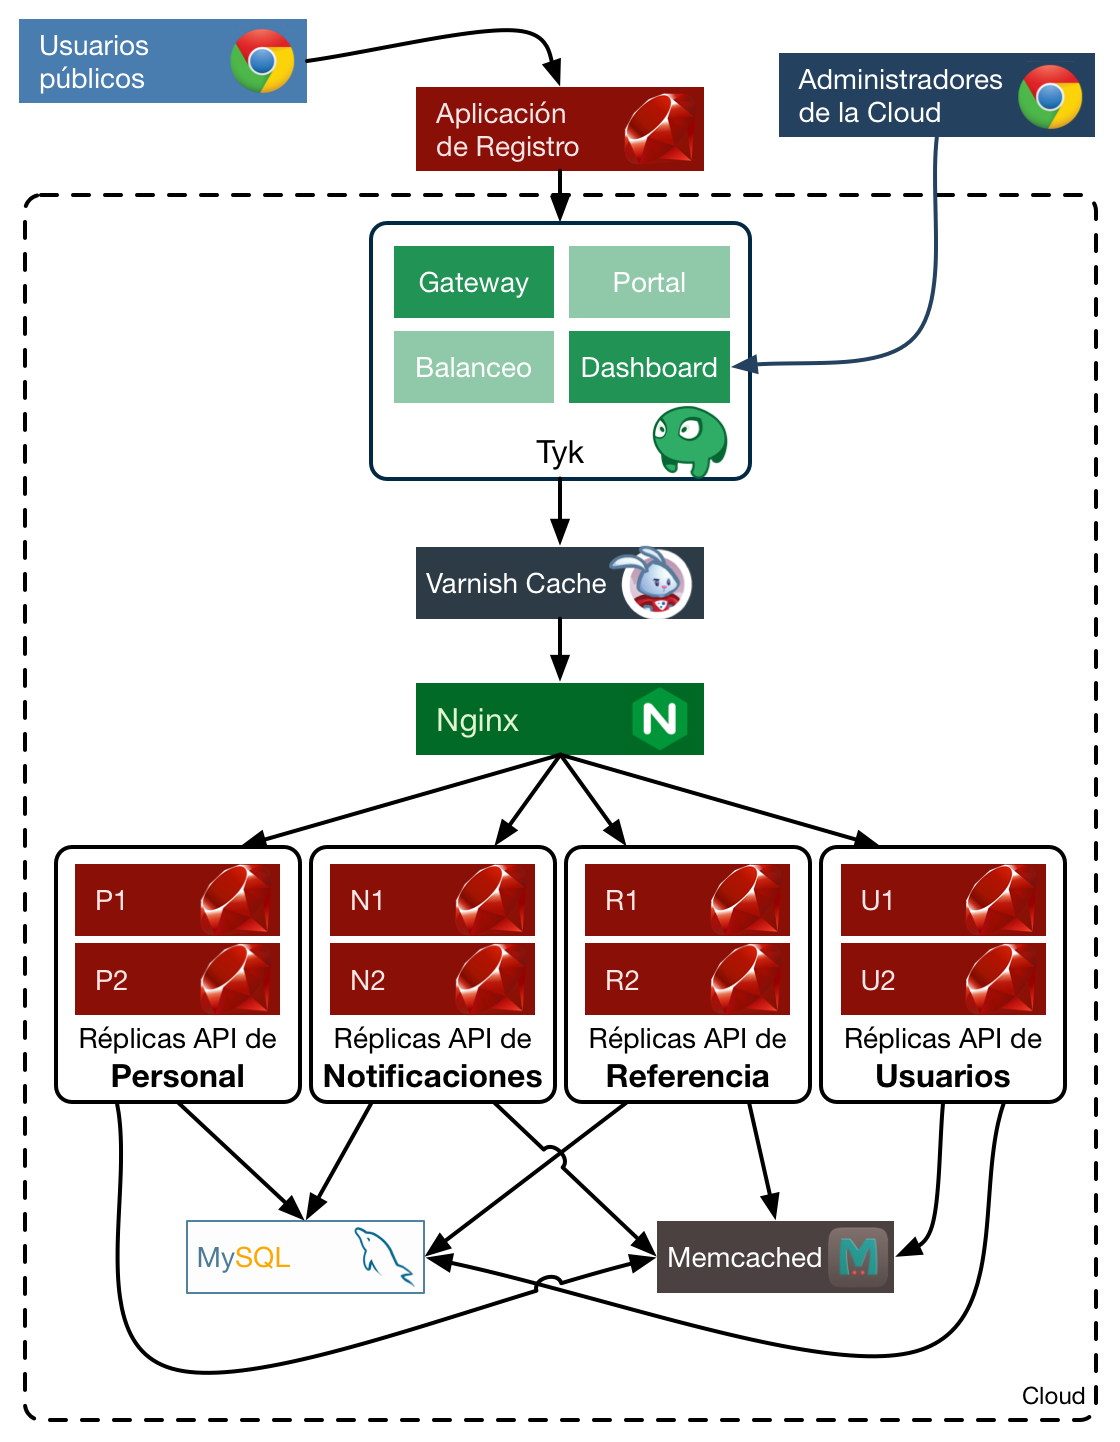 Usuarios
públicos
Aplicación
de Registro
Administradores
de la Cloud
Gateway
Portal
Balanceo
Dashboard
Tyk
Varnish Cache
Nginx
P1
P2
Réplicas API de
Personal
N1
N2
Réplicas API de
Notificaciones
R1
R2
Réplicas API de
Referencia
U1
U2
Réplicas API de
Usuarios
MySQL
Memcached
Cloud